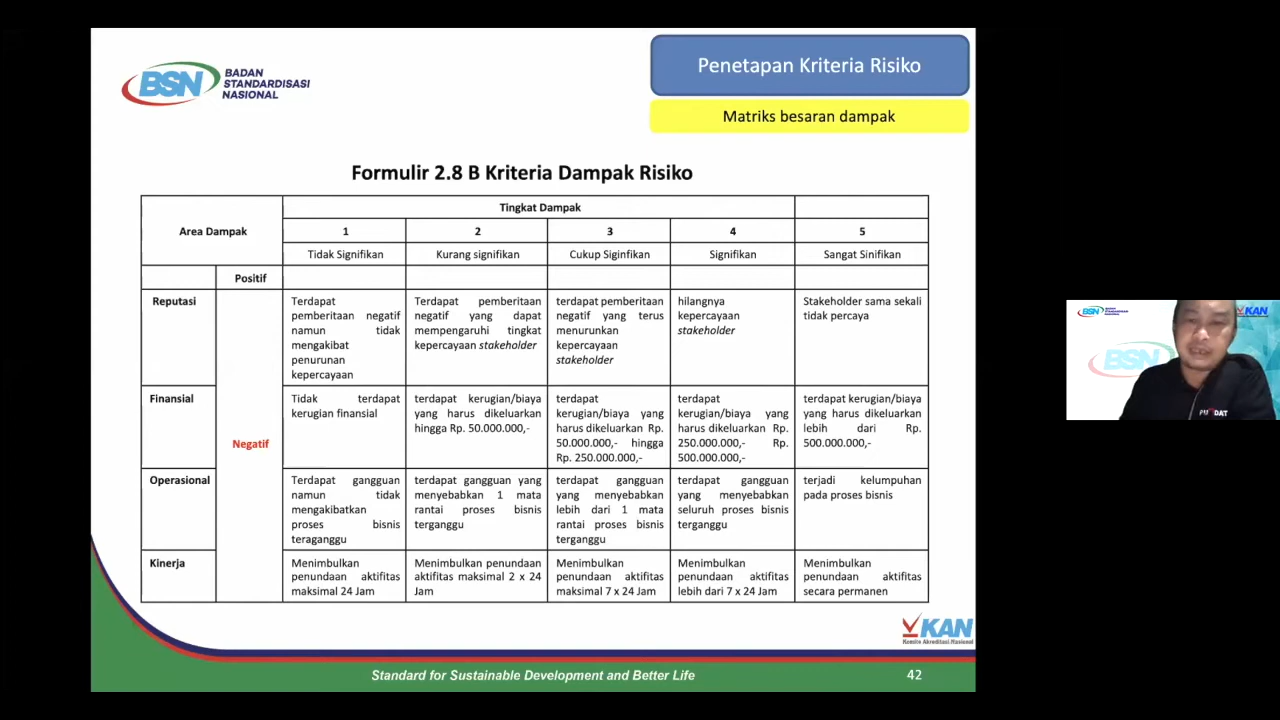 BSN
BADAN
STANDARDISASI
NASIONAL
Penetapan Kriteria Risiko
Matriks besaran dampak
Formulir 2.8 B Kriteria Dampak Risiko
Area Dampak
Tingkat Dampak
1
2
3
4
5
Tidak Signifikan
Kurang signifikan
Cukup Siginfikan
Signifikan
Sangat Sinifikan
Positif
Negatif
Reputasi
Terdapat
pemberitaan negatif
namun tidak
mengakibat
penurunan
kepercayaan
Terdapat pemberitaan
negatif yang dapat
mempengaruhi tingkat
kepercayaan stakeholder
terdapat pemberitaan
negatif yang terus
menurunkan
kepercayaan
stakeholder
hilangnya
kepercayaan
stakeholder
Stakeholder sama sekali
tidak percaya
Finansial
Tidak terdapat
kerugian finansial
terdapat kerugian/biaya
yang harus dikeluarkan
hingga Rp. 50.000.000,-
terdapat
kerugian/biaya yang
harus dikeluarkan Rp.
50.000.000,- hingga
Rp. 250.000.000,-
terdapat
kerugian/biaya yang
harus dikeluarkan Rp.
250.000.000,- Rp.
500.000.000,-
terdapat kerugian/biaya
yang harus dikeluarkan
lebih dari Rp.
500.000.000,-
Operasional
Terdapat gangguan
namun tidak
mengakibatkan
proses bisnis
teraganggu
terdapat gangguan yang
menyebabkan 1 mata
rantai proses bisnis
terganggu
terdapat gangguan
yang menyebabkan
lebih dari 1 mata
rantai proses bisnis
terganggu
terdapat gangguan
yang menyebabkan
seluruh proses bisnis
terganggu
terjadi kelumpuhan
pada proses bisnis
Kinerja
Menimbulkan
penundaan aktifitas
maksimal 24 Jam
Menimbulkan penundaan
aktifitas maksimal 2 x 24
Jam
Menimbulkan
penundaan aktifitas
maksimal 7 x 24 Jam
Menimbulkan
penundaan aktifitas
lebih dari 7 x 24 Jam
Menimbulkan
penundaan aktifitas
secara permanen
KAN
Komite Akreditasi Nasional
Standard for Sustainable Development and Better Life
42
BSN
KAN
BSN